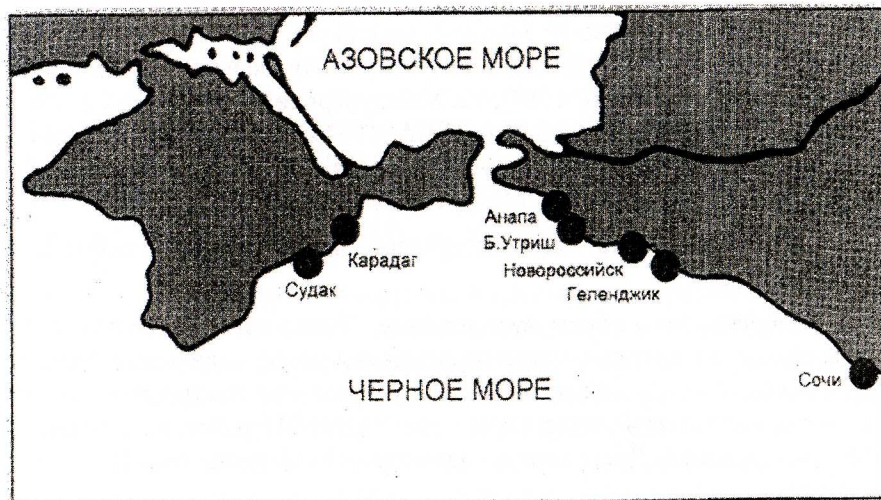 АЗОВСКОЕ МОРЕ
Анапа
Б.Утриш
Карадаг
Новороссийск
Судак
Геленджик
Сочи
ЧЕРНОЕ МОРЕ